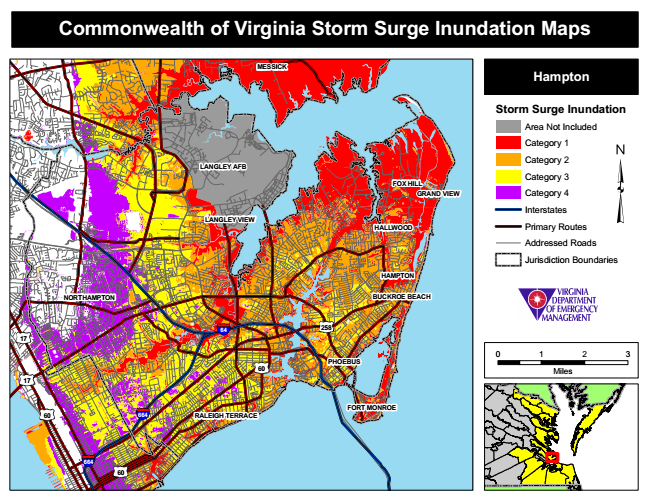 Commonwealth of Virginia Storm Surge Inundation Maps
MESSICK
LANGLEY AFB
FOX HILL
GRAND VIEW
LANGLEY VIEW
HALLWOOD
HAMPTON
NORTHAMPTON
BUCKROE BEACH
64
258
17
PHOEBUS
60
17
FORT MONROE
60
664
RALEIGH TERRACE
664
60
Hampton
Storm Surge Inundation
Area Not Included
Category 1
Category 2
Category 3
Category 4
Interstates
Primary Routes
Addressed Roads
Jurisdiction Boundaries
N
VIRGINIA
DEPARTMENT
OF EMERGENCY
MANAGEMENT
0 1 2 3
Miles